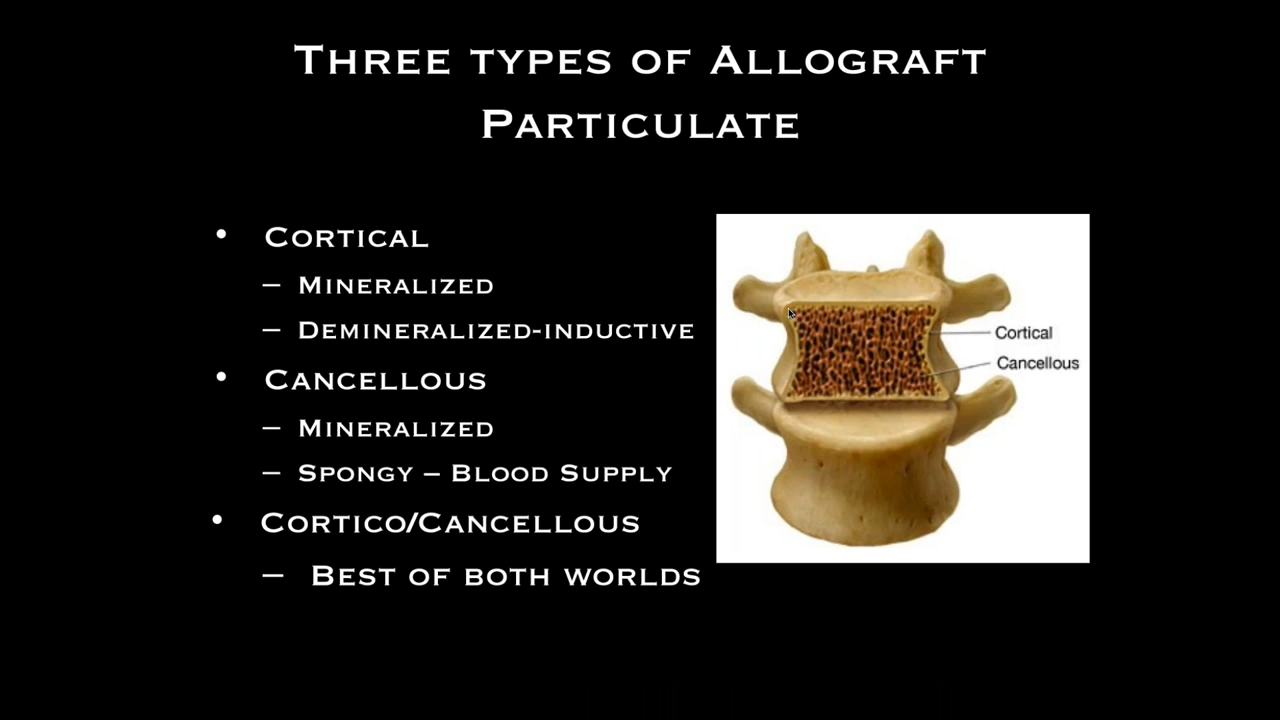 Three types of Allograft
Particulate
• Cortical
– Mineralized
– Demineralized-inductive
• Cancellous
– Mineralized
– Spongy – Blood Supply
• Cortico/Cancellous
– Best of both worlds
Cortical
Cancellous